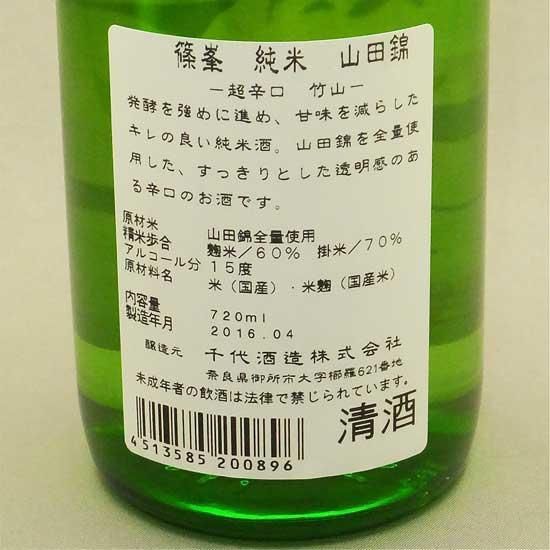 篠峯 純米 山田錦
－超辛口 竹山－
発酵を強めに進め、甘味を減らした
キレの良い純米酒。山田錦を全量使
用した、すっきりとした透明感のあ
る辛口のお酒です。
原材米 山田錦全量使用
精米歩合 麹米／60% 掛米／70%
アルコール分 15度
原材料名 米（国産）・米麹（国産米）
内容量 720ml
製造年月 2016.04
醸造元 千代酒造株式会社
奈良県御所市大字櫛羅621番地
未成年者の飲酒は法律で禁じられています。
清酒
4513585 200896